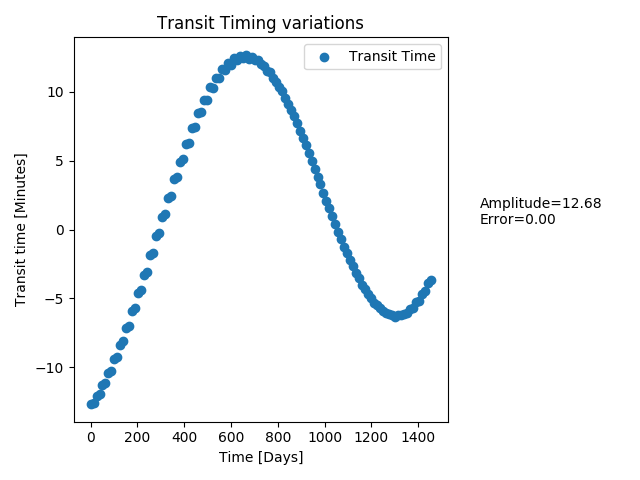 Transit Timing variations
Transit Time
10
5
0
−5
−10
Transit time [Minutes]
0 200 400 600 800 1000 1200 1400
Time [Days]
Amplitude=12.68
Error=0.00